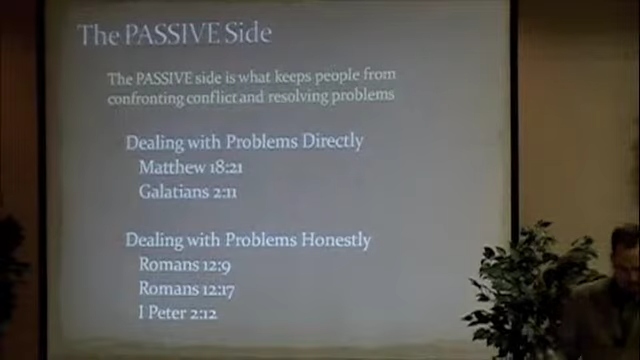 The PASSIVE Side
The PASSIVE side is what keeps people from
confronting conflict and resolving problems
Dealing with Problems Directly
Matthew 18:21
Galatians 2:11
Dealing with Problems Honestly
Romans 12:9
Romans 12:17
I Peter 2:12